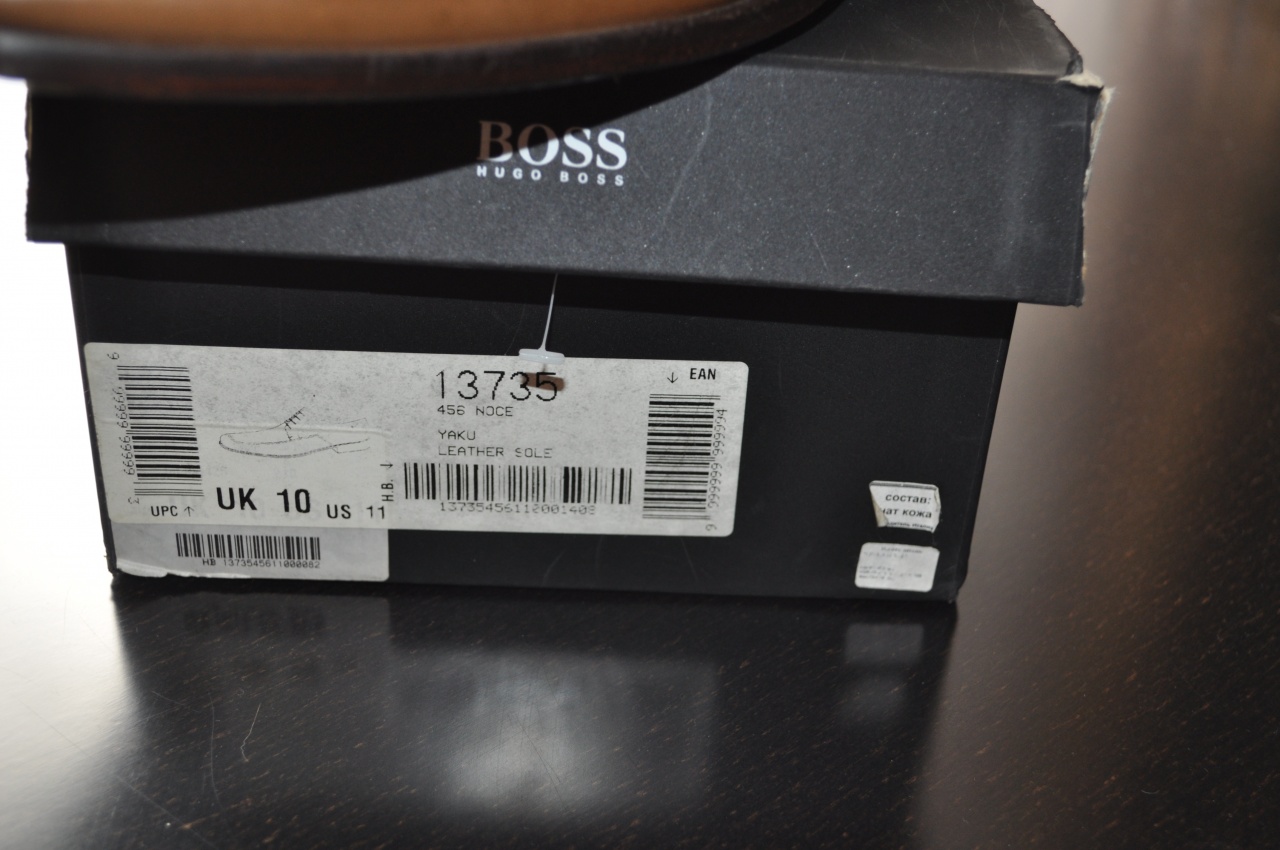 BOSS
HUGO BOSS
13735
456 NOCE
YAKU
LEATHER SOLE
↓ EAN
UPC ↑
UK 10
US 11
H.B. ↓
HB 1373545611000082
состав:
нат кожа